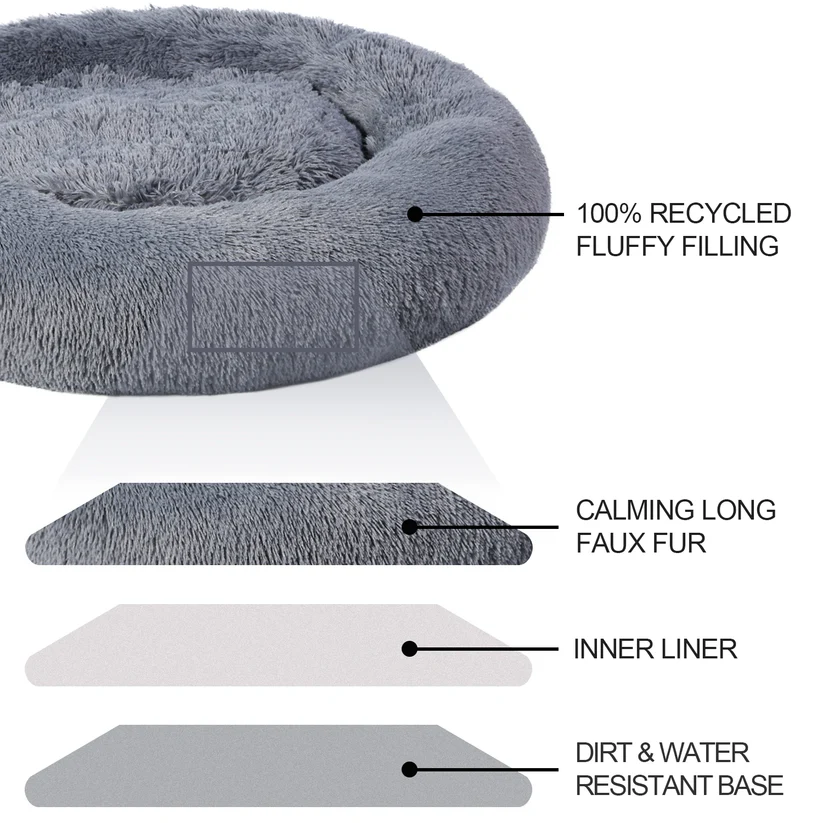 100% RECYCLED
FLUFFY FILLING
CALMING LONG
FAUX FUR
INNER LINER
DIRT & WATER
RESISTANT BASE